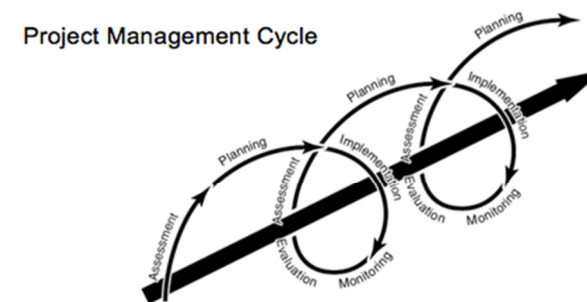 Project Management Cycle
Assessment
Planning
Implementation
Monitoring
Evaluation
Assessment
Planning
Implementation
Monitoring
Evaluation
Assessment
Planning